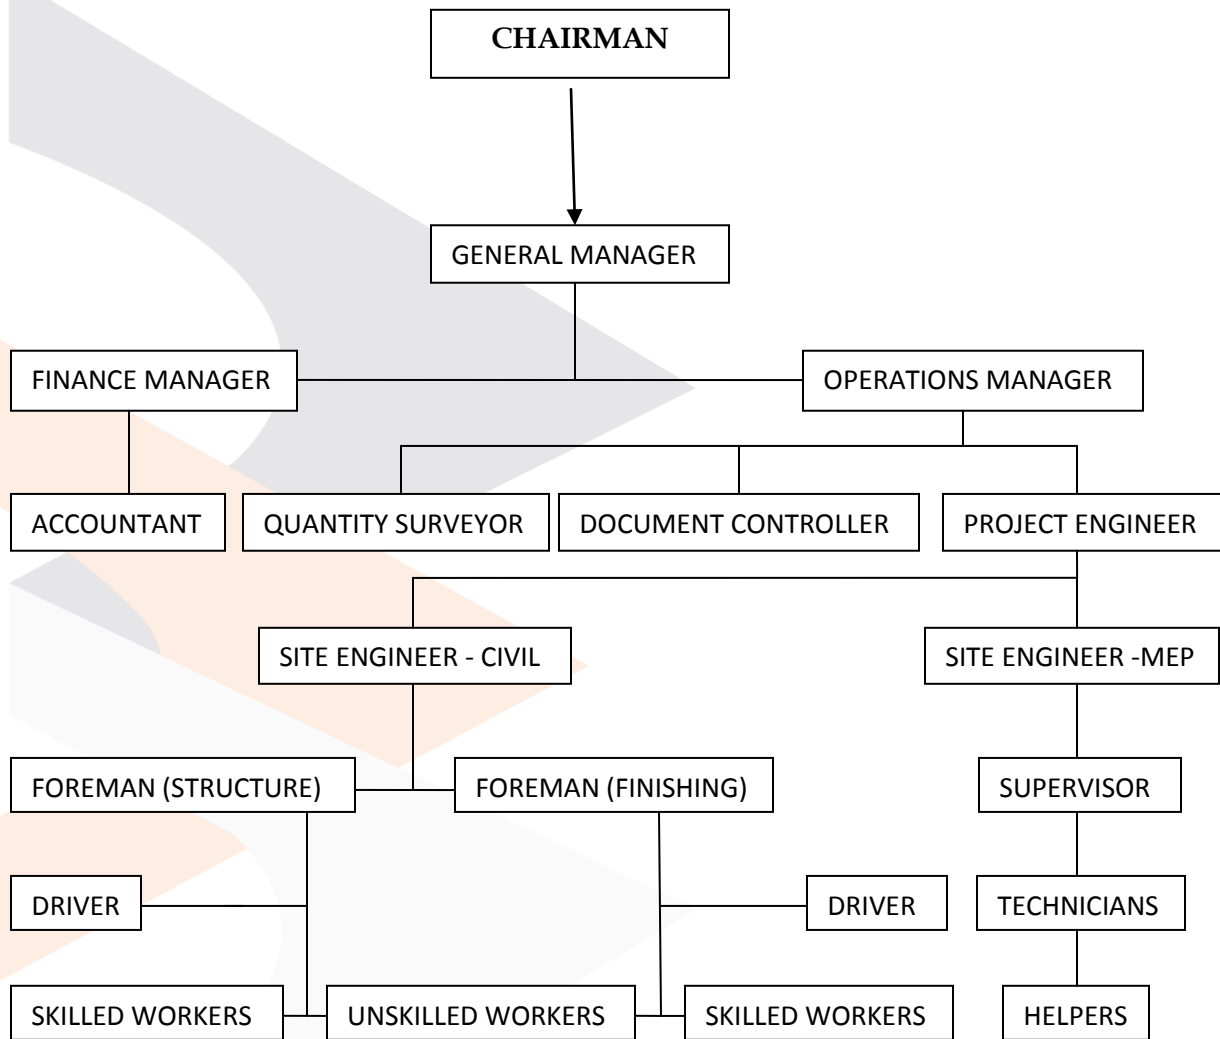 CHAIRMAN
GENERAL MANAGER
FINANCE MANAGER
OPERATIONS MANAGER
ACCOUNTANT
QUANTITY SURVEYOR
DOCUMENT CONTROLLER
PROJECT ENGINEER
SITE ENGINEER - CIVIL
SITE ENGINEER -MEP
FOREMAN (STRUCTURE)
FOREMAN (FINISHING)
SUPERVISOR
DRIVER
DRIVER
TECHNICIANS
SKILLED WORKERS
UNSKILLED WORKERS
SKILLED WORKERS
HELPERS